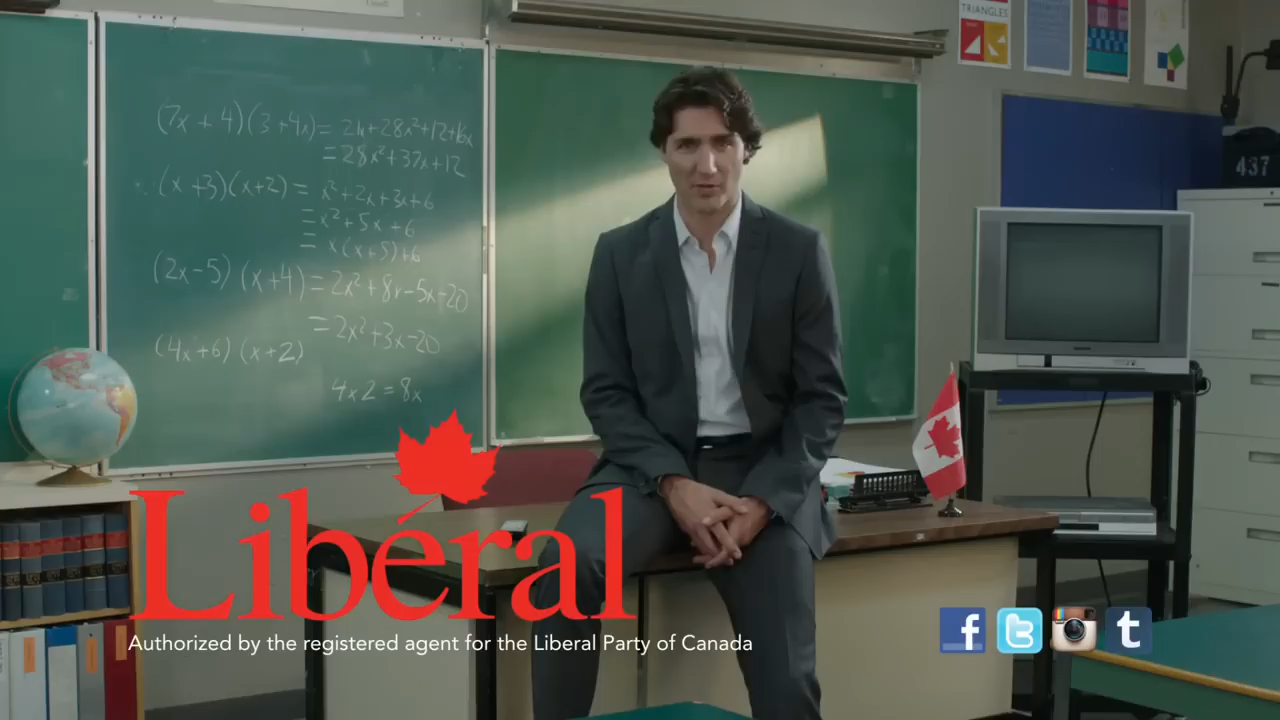 TRIANGLES
(7x + 4)(3 + 4x) = 21x + 28x² + 12 + 16x
= 28x² + 37x + 12
(x + 3)(x + 2) = x² + 2x + 3x + 6
= x² + 5x + 6
= x(x + 5) + 6
(2x - 5)(x + 4) = 2x² + 8x - 5x - 20
= 2x² + 3x - 20
(4x + 6)(x + 2)
4x2 = 8x
437
Liberal
Authorized by the registered agent for the Liberal Party of Canada
f
t
t